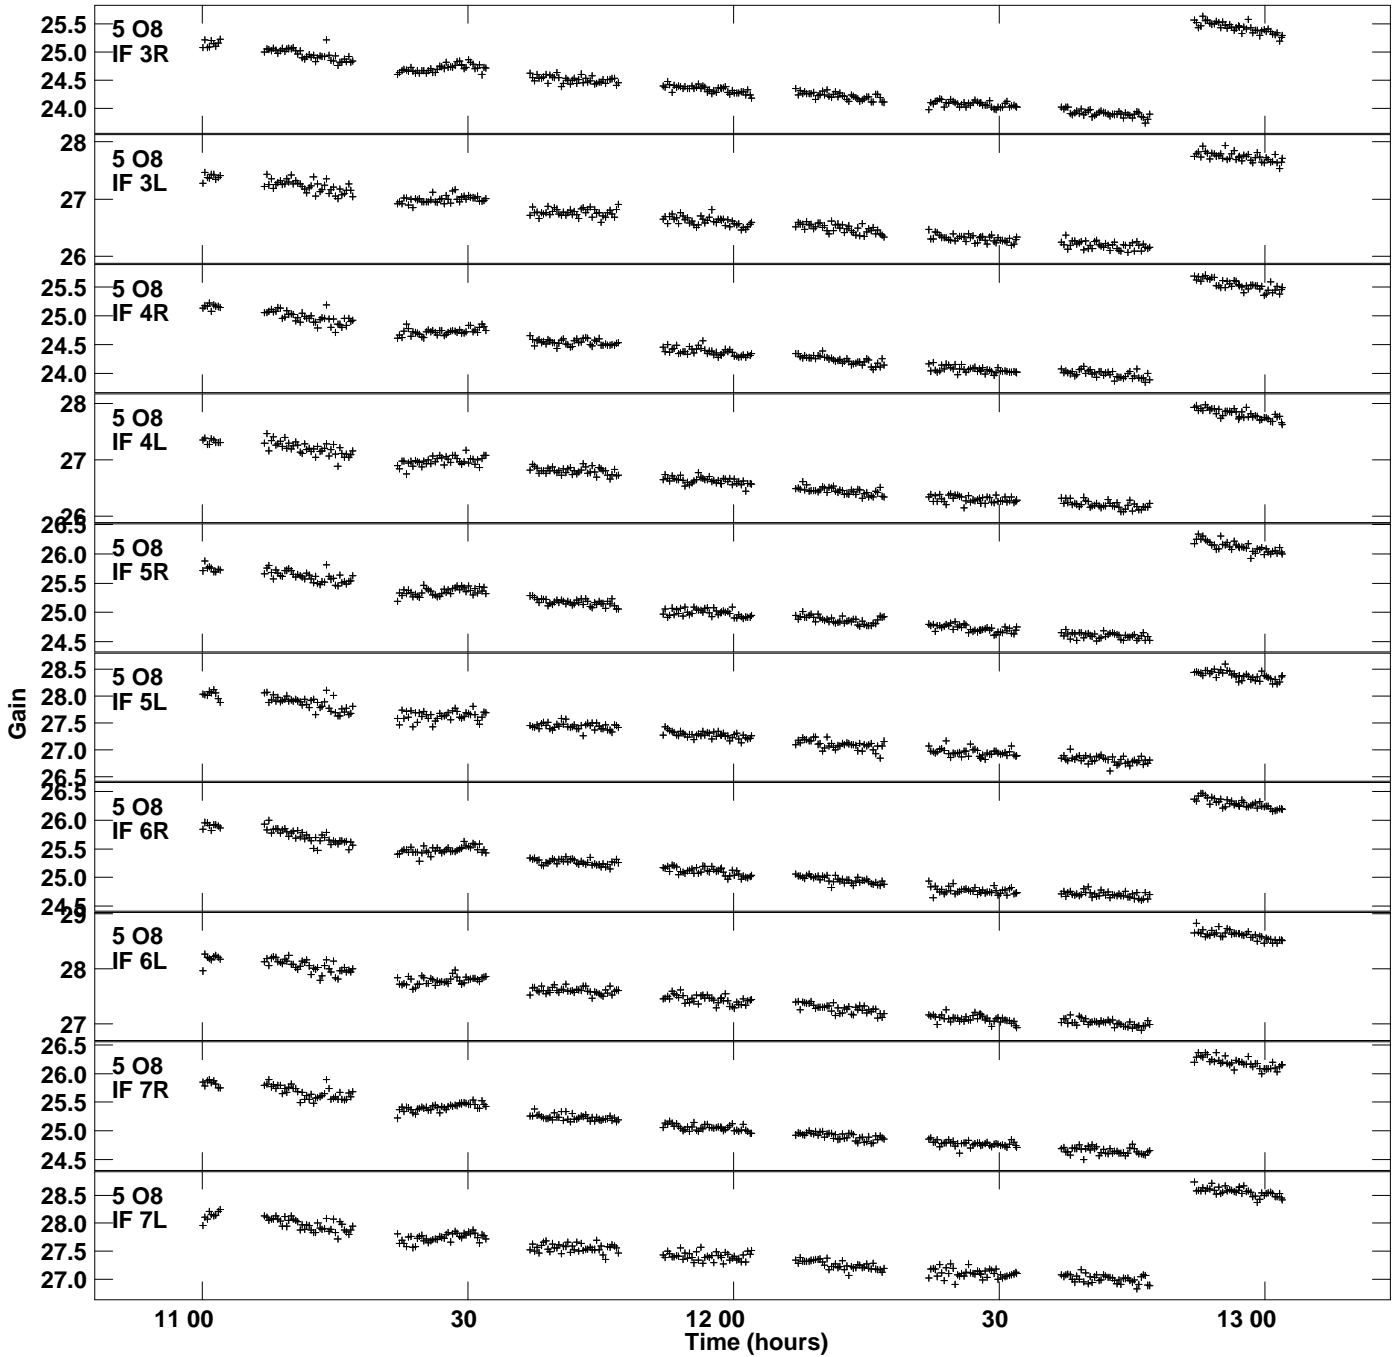 25.5
25.0
24.5
24.0
5 O8
IF 3R
28
27
26
5 O8
IF 3L
25.5
25.0
24.5
24.0
5 O8
IF 4R
28
27
26
5 O8
IF 4L
26.5
26.0
25.5
25.0
24.5
5 O8
IF 5R
28.5
28.0
27.5
27.0
26.5
5 O8
IF 5L
26.5
26.0
25.5
25.0
24.5
5 O8
IF 6R
29
28
27
5 O8
IF 6L
26.5
26.0
25.5
25.0
24.5
5 O8
IF 7R
28.5
28.0
27.5
27.0
5 O8
IF 7L
Gain
11 00
30
12 00
30
13 00
Time (hours)